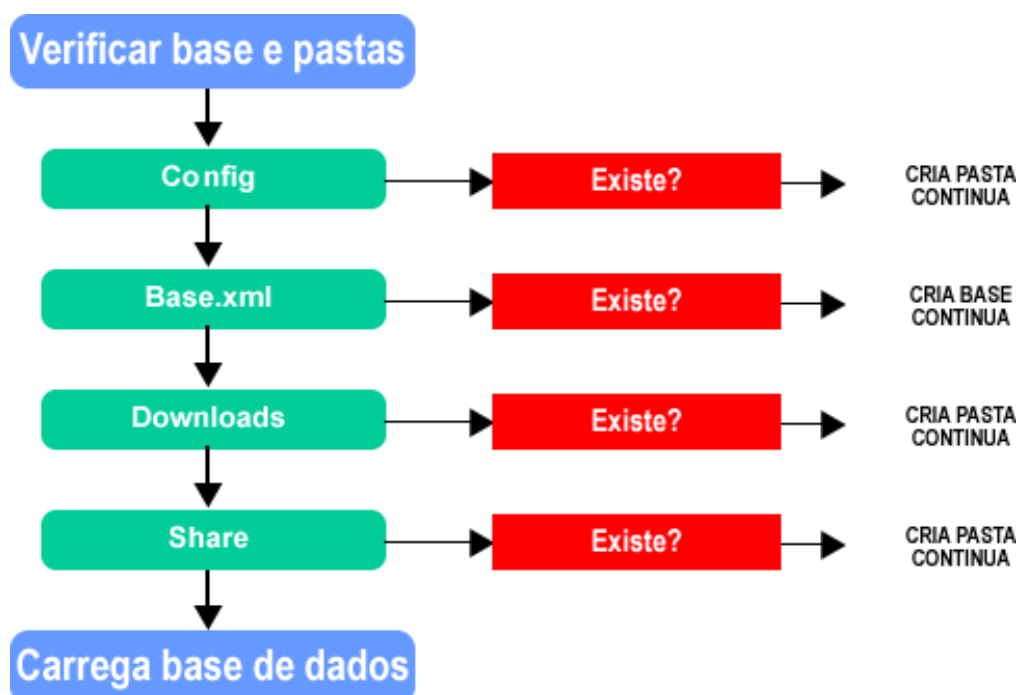 Verificar base e pastas
Config
Existe?
CRIA PASTA
CONTINUA
Base.xml
Existe?
CRIA BASE
CONTINUA
Downloads
Existe?
CRIA PASTA
CONTINUA
Share
Existe?
CRIA PASTA
CONTINUA
Carrega base de dados